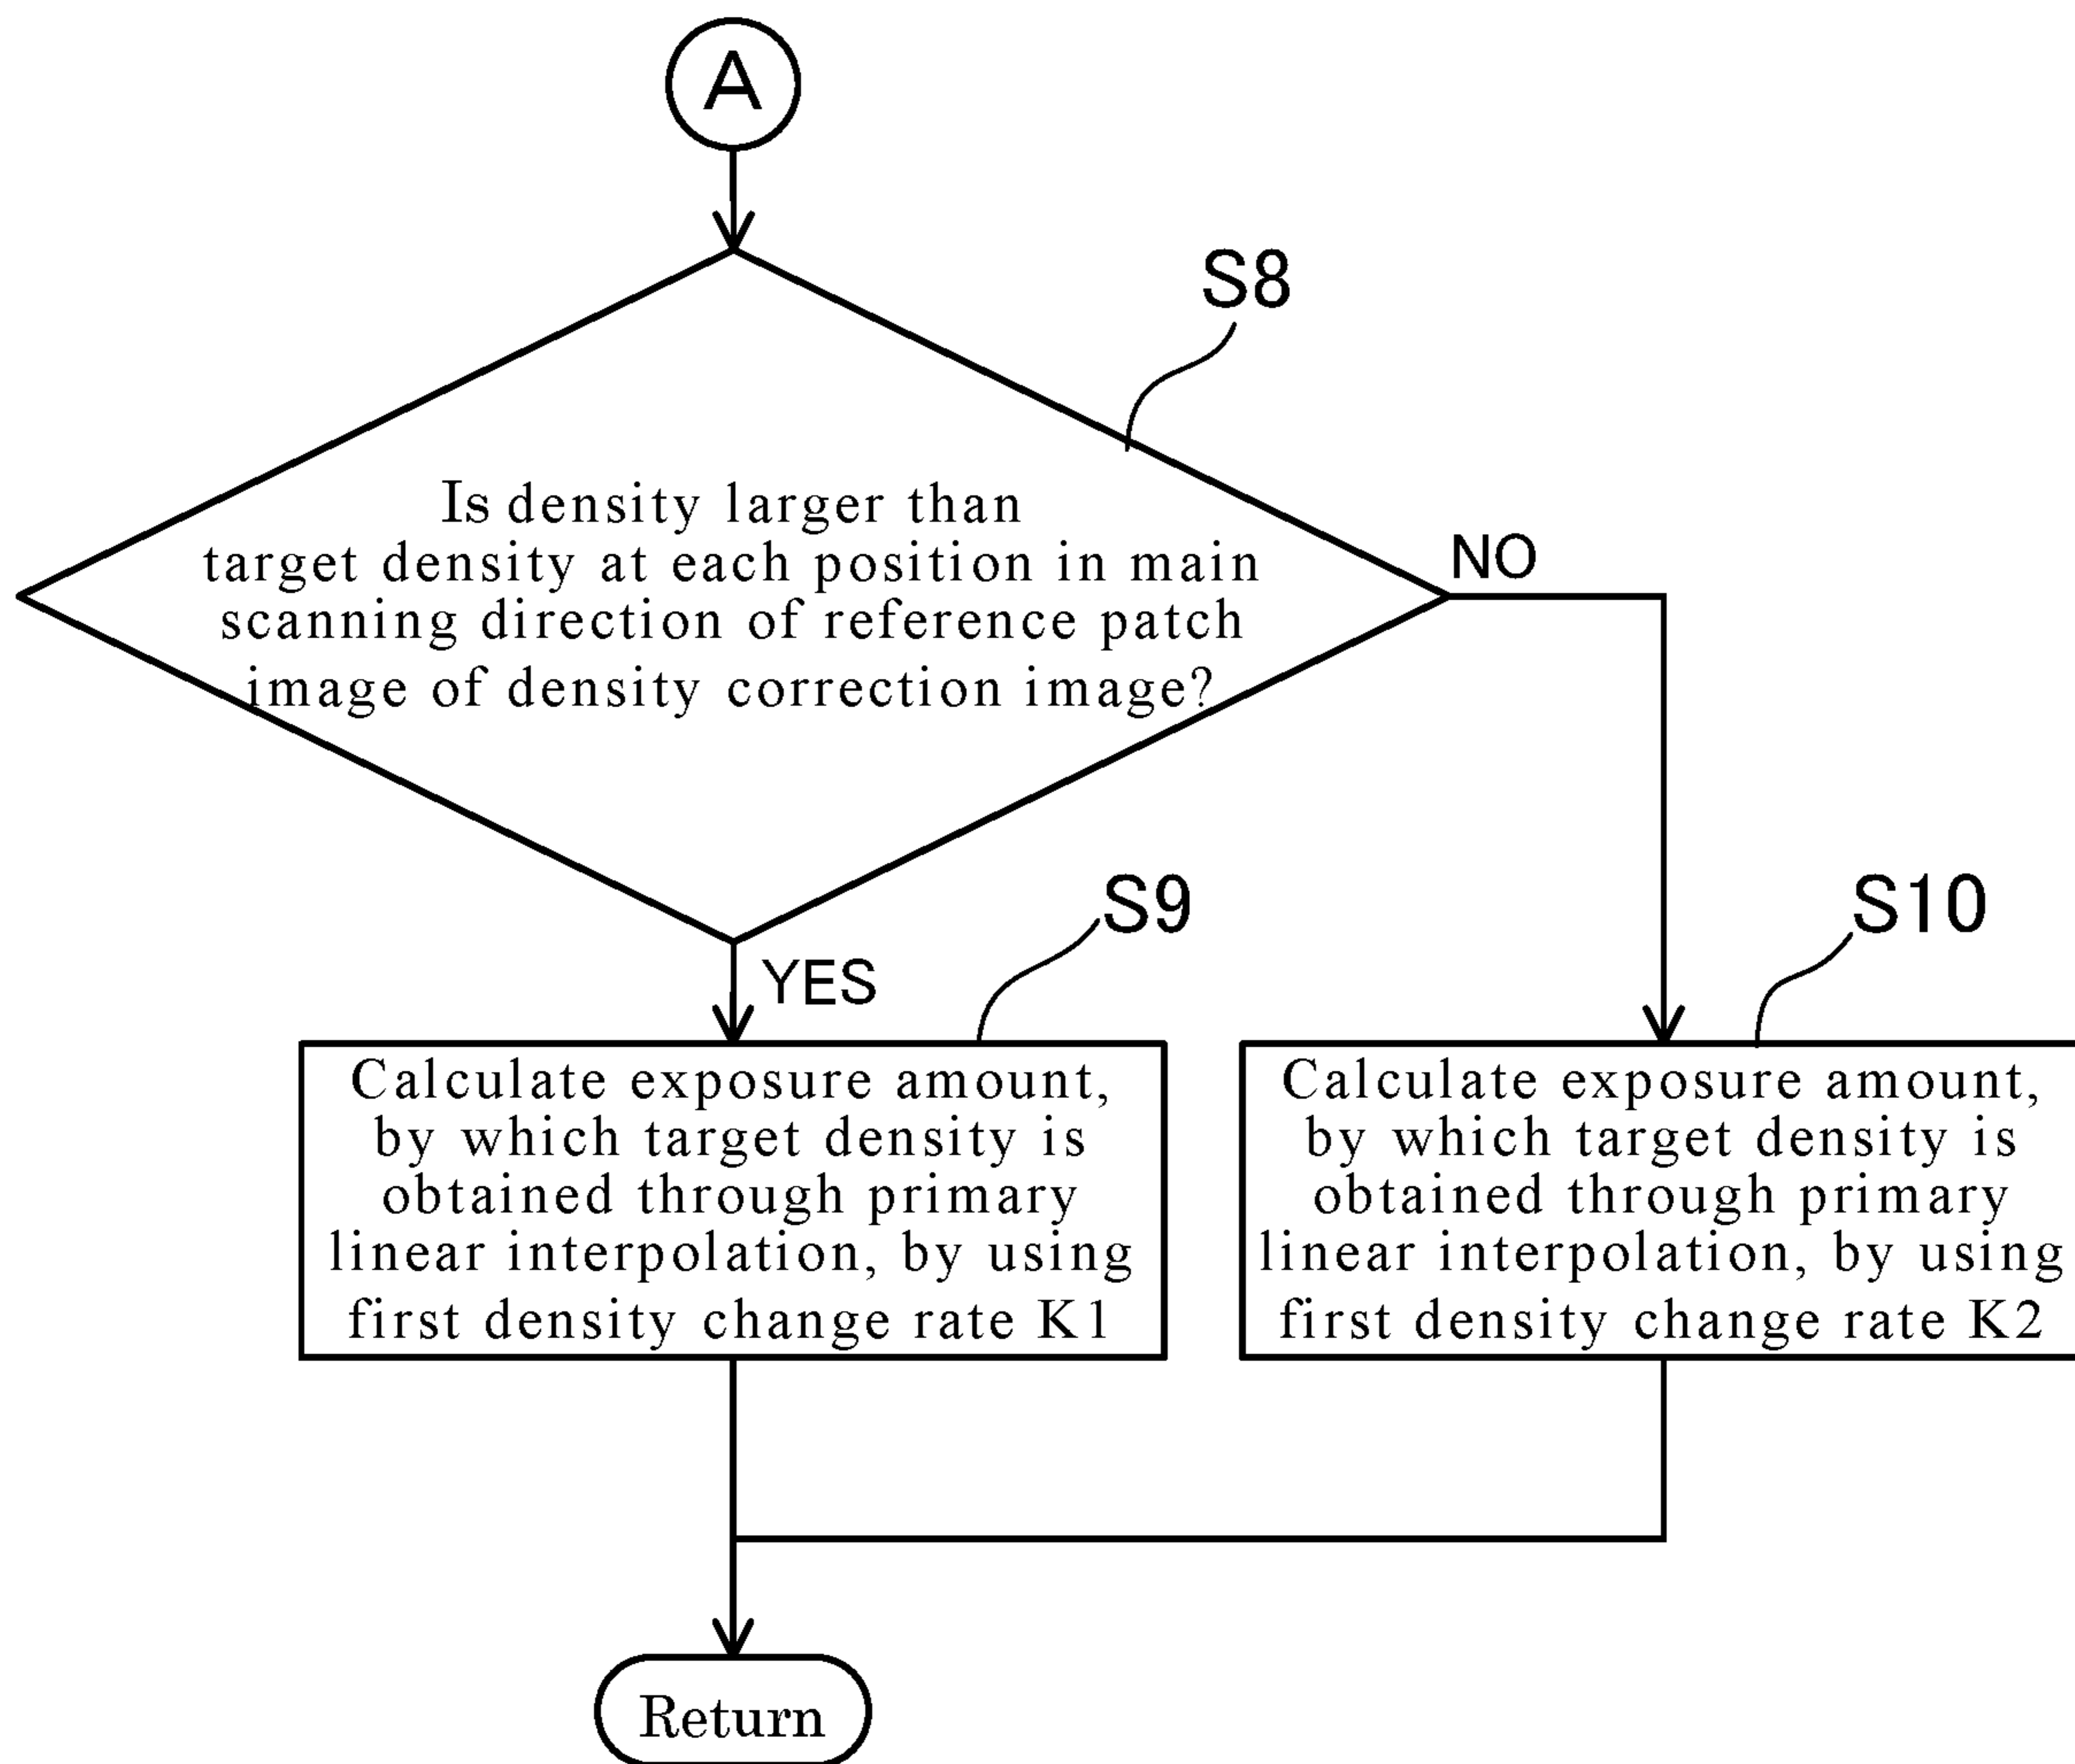 A
S8
Is density larger than
target density at each position in main
scanning direction of reference patch
image of density correction image?
NO
YES
S9
Calculate exposure amount,
by which target density is
obtained through primary
linear interpolation, by using
first density change rate K1
S10
Calculate exposure amount,
by which target density is
obtained through primary
linear interpolation, by using
first density change rate K2
Return